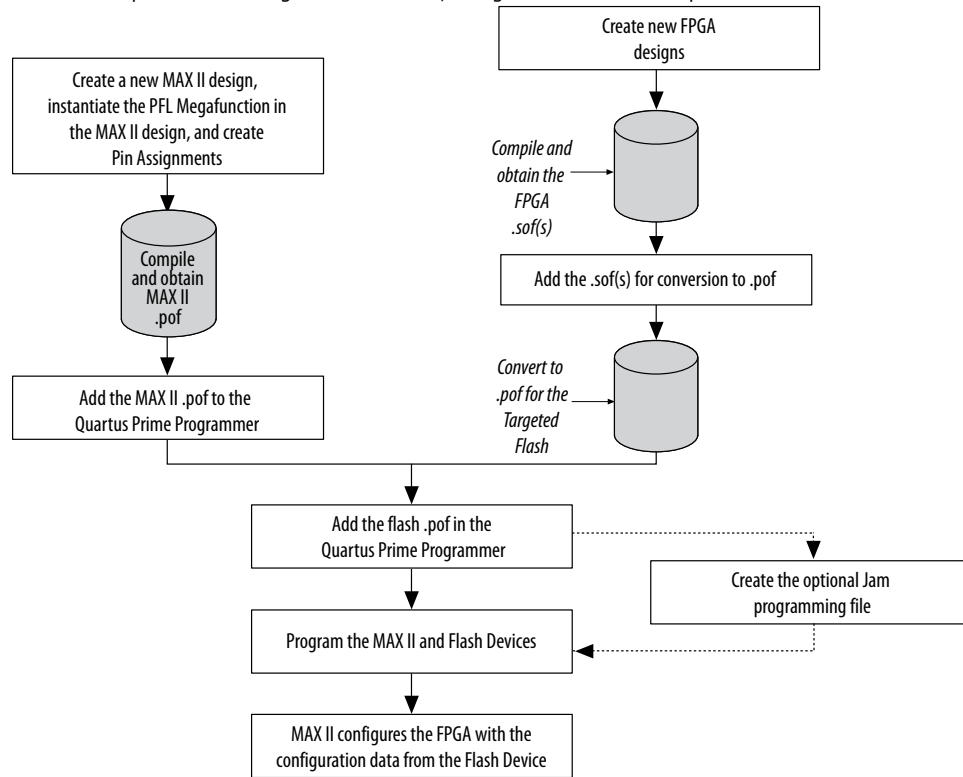 Create a new MAX II design,
instantiate the PFL Megafunction in
the MAX II design, and create
Pin Assignments
Compile
and obtain
MAX II
.pof
Add the MAX II .pof to the
Quartus Prime Programmer
Create new FPGA
designs
Compile and
obtain the
FPGA
.sof(s)
Add the .sof(s) for conversion to .pof
Convert to
.pof for the
Targeted
Flash
Add the flash .pof in the
Quartus Prime Programmer
Create the optional Jam
programming file
Program the MAX II and Flash Devices
MAX II configures the FPGA with the
configuration data from the Flash Device